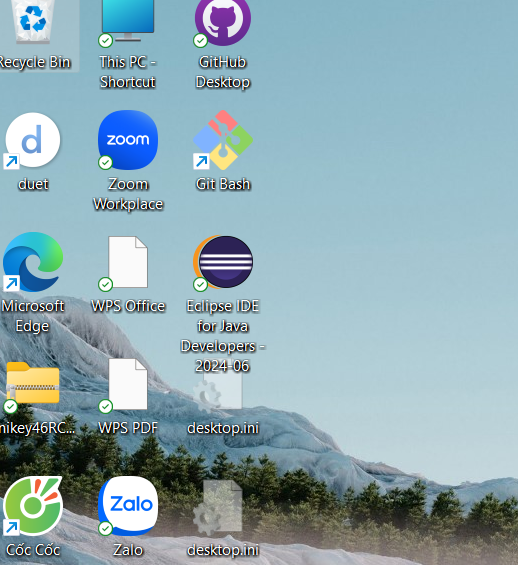 Recycle Bin
This PC -
Shortcut
GitHub
Desktop
d
duet
zoom
Zoom
Workplace
Git Bash
Microsoft
Edge
WPS Office
Eclipse IDE
for Java
Developers -
2024-06
nikey46RC...
WPS PDF
desktop.ini
Cốc Cốc
Zalo
Zalo
desktop.ini